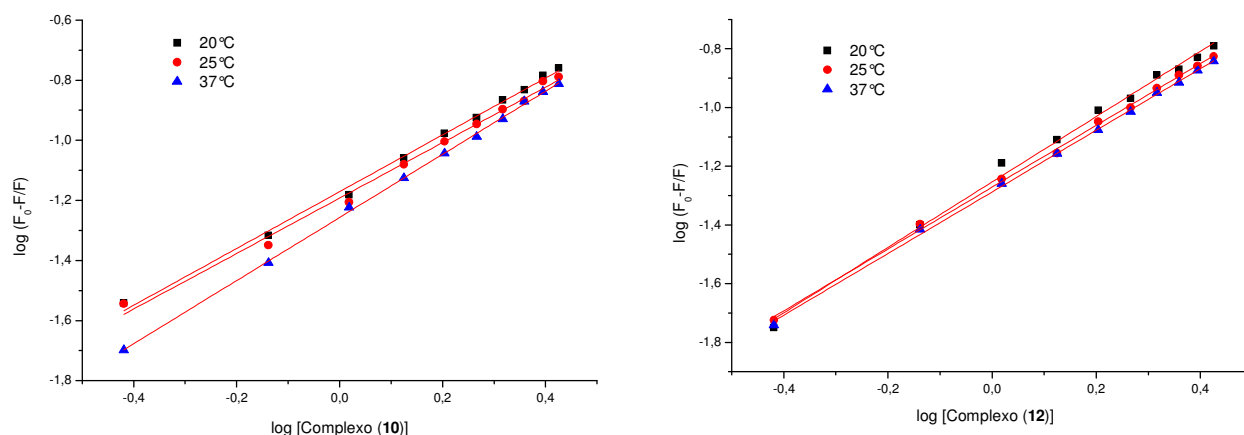 -0,6
-0,8
-1,0
-1,2
-1,4
-1,6
-1,8
log (F0-F/F)
20°C
25°C
37°C
-0,4 -0,2 0,0 0,2 0,4
log [Complexo (10)]
-0,8
-1,0
-1,2
-1,4
-1,6
-1,8
log (F0-F/F)
20°C
25°C
37°C
-0,4 -0,2 0,0 0,2 0,4
log [Complexo (12)]